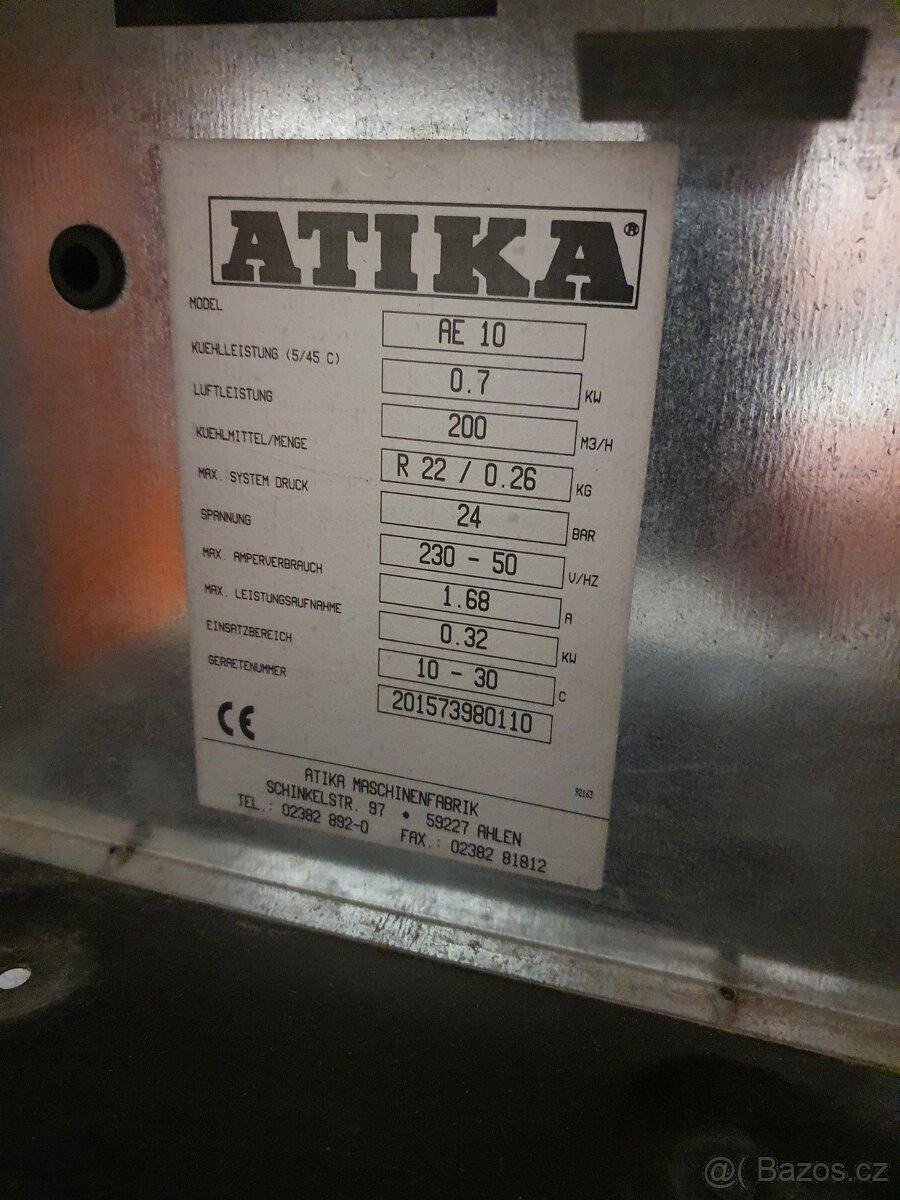 ATIKA®
MODEL AE 10
KUEHLLEISTUNG (5/45 C) 0.7 KW
LUFTLEISTUNG 200 M3/H
KUEHLMITTEL/MENGE R 22 / 0.26 KG
MAX. SYSTEM DRUCK 24 BAR
SPANNUNG 230 - 50 V/HZ
MAX. AMPERVERBRAUCH 1.68 A
MAX. LEISTUNGSAUFNAHME 0.32 KW
EINSATZBEREICH 10 - 30 C
GERAETENUMMER 201573980110
CE
92163
ATIKA MASCHINENFABRIK
SCHINKELSTR. 97 • 59227 AHLEN
TEL.: 02382 892-0 FAX.: 02382 81812
@( Bazos.cz